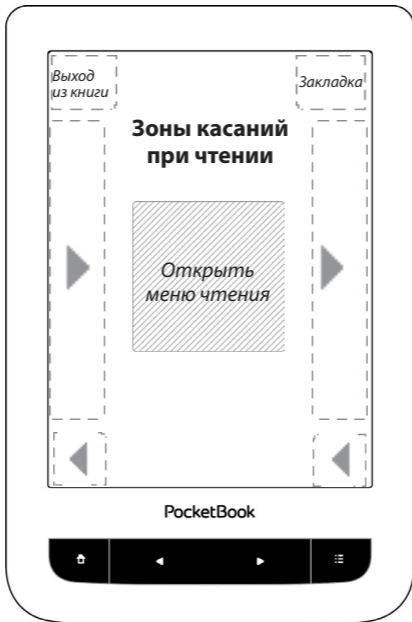 Выход
из книги
Закладка
Зоны касаний
при чтении
Открыть
меню чтения
PocketBook